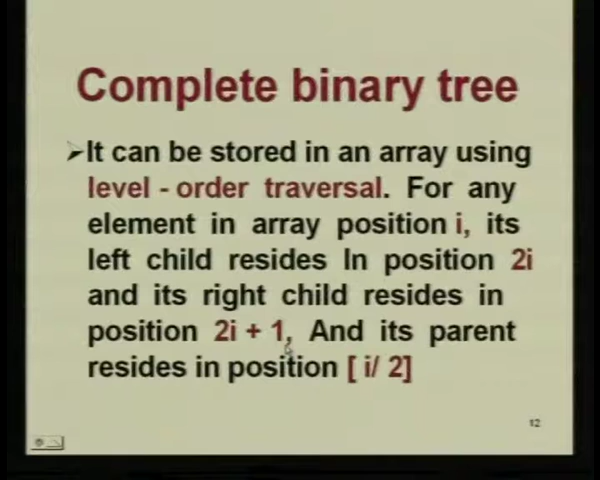 Complete binary tree
➢It can be stored in an array using
level - order traversal. For any
element in array position i, its
left child resides In position 2i
and its right child resides in
position 2i + 1, And its parent
resides in position [ i/ 2]
12